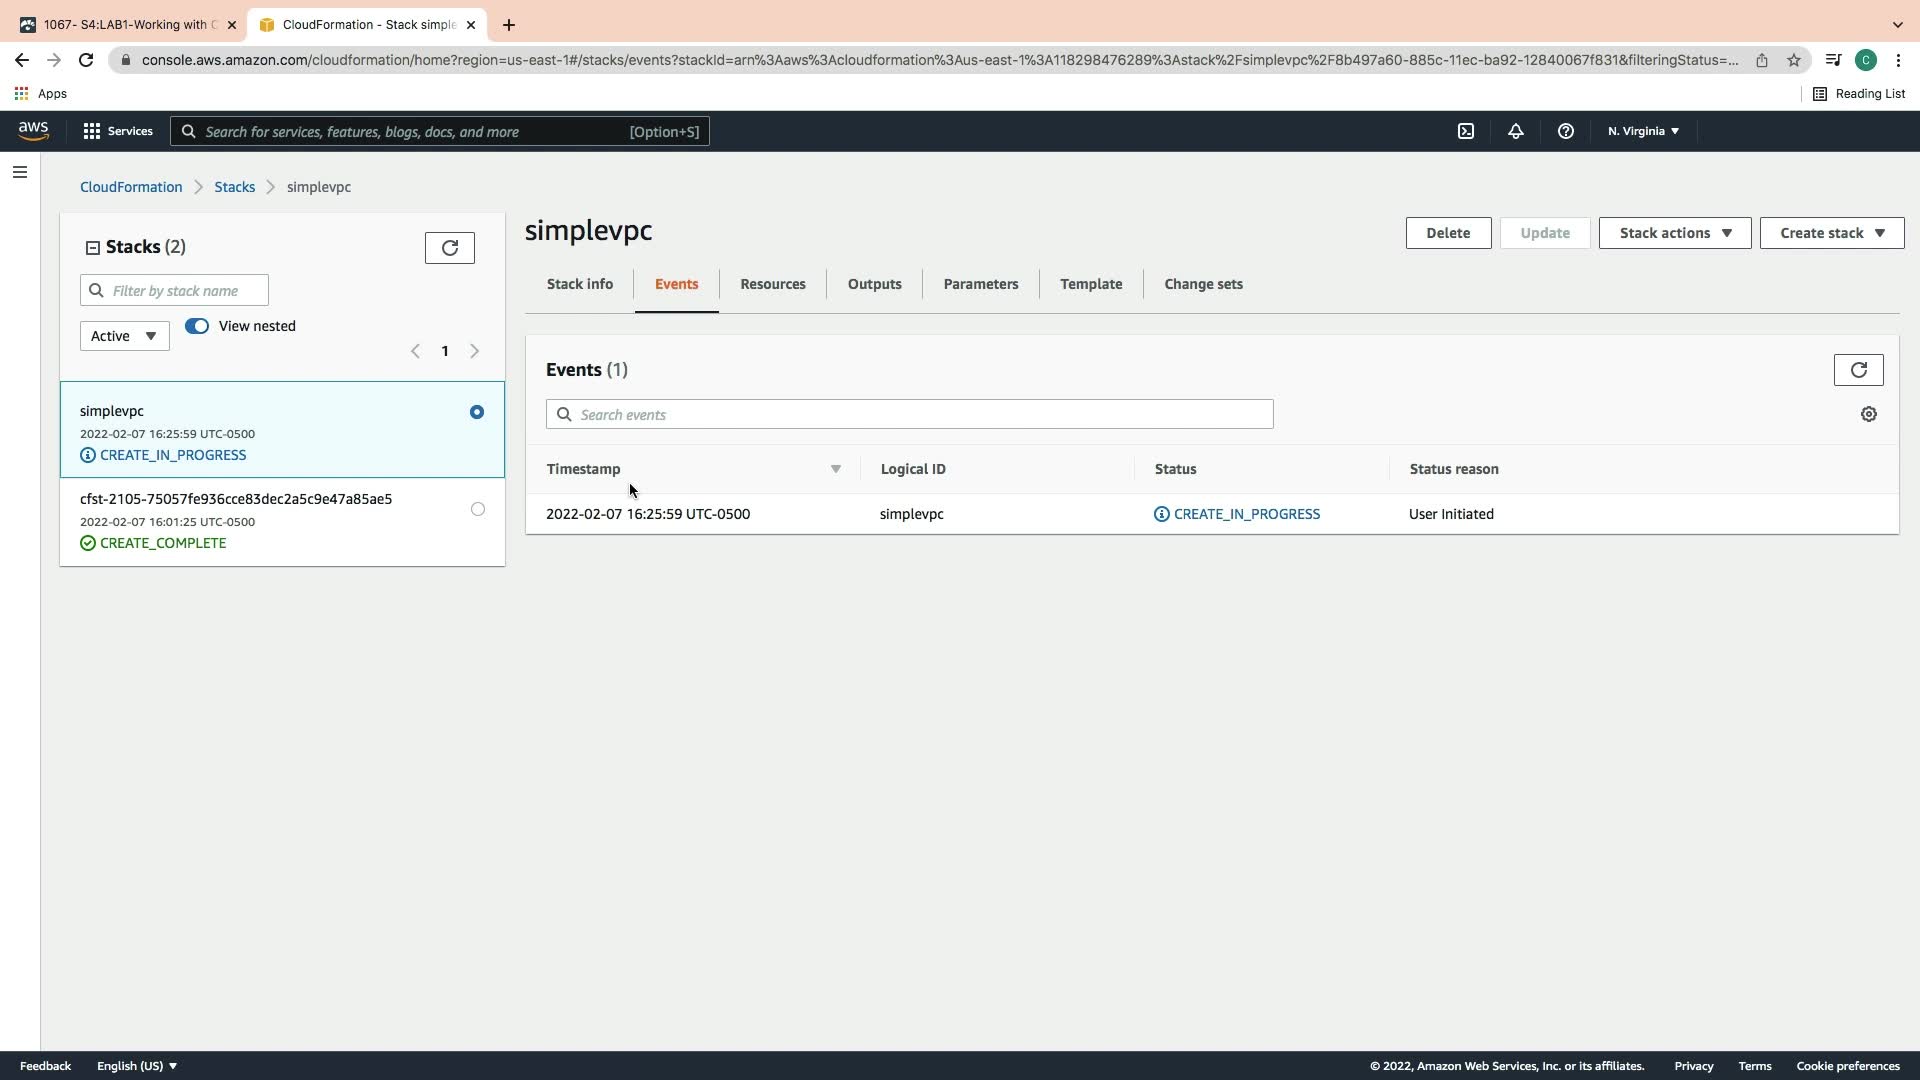 1067- S4:LAB1-Working with C
CloudFormation - Stack simple
console.aws.amazon.com/cloudformation/home?region=us-east-1#/stacks/events?stackId=arn%3Aaws%3Acloudformation%3Aus-east-1%3A118298476289%3Astack%2Fsimplevpc%2F8b497a60-885c-11ec-ba92-12840067f831&filteringStatus=...
C
Apps
Reading List
aws
Services
Search for services, features, blogs, docs, and more
[Option+S]
N. Virginia
CloudFormation
Stacks
simplevpc
Stacks (2)
Filter by stack name
Active
View nested
1
simplevpc
2022-02-07 16:25:59 UTC-0500
CREATE_IN_PROGRESS
cfst-2105-75057fe936cce83dec2a5c9e47a85ae5
2022-02-07 16:01:25 UTC-0500
CREATE_COMPLETE
simplevpc
Delete
Update
Stack actions
Create stack
Stack info
Events
Resources
Outputs
Parameters
Template
Change sets
Events (1)
Search events
Timestamp
Logical ID
Status
Status reason
2022-02-07 16:25:59 UTC-0500
simplevpc
CREATE_IN_PROGRESS
User Initiated
Feedback
English (US)
© 2022, Amazon Web Services, Inc. or its affiliates.
Privacy
Terms
Cookie preferences